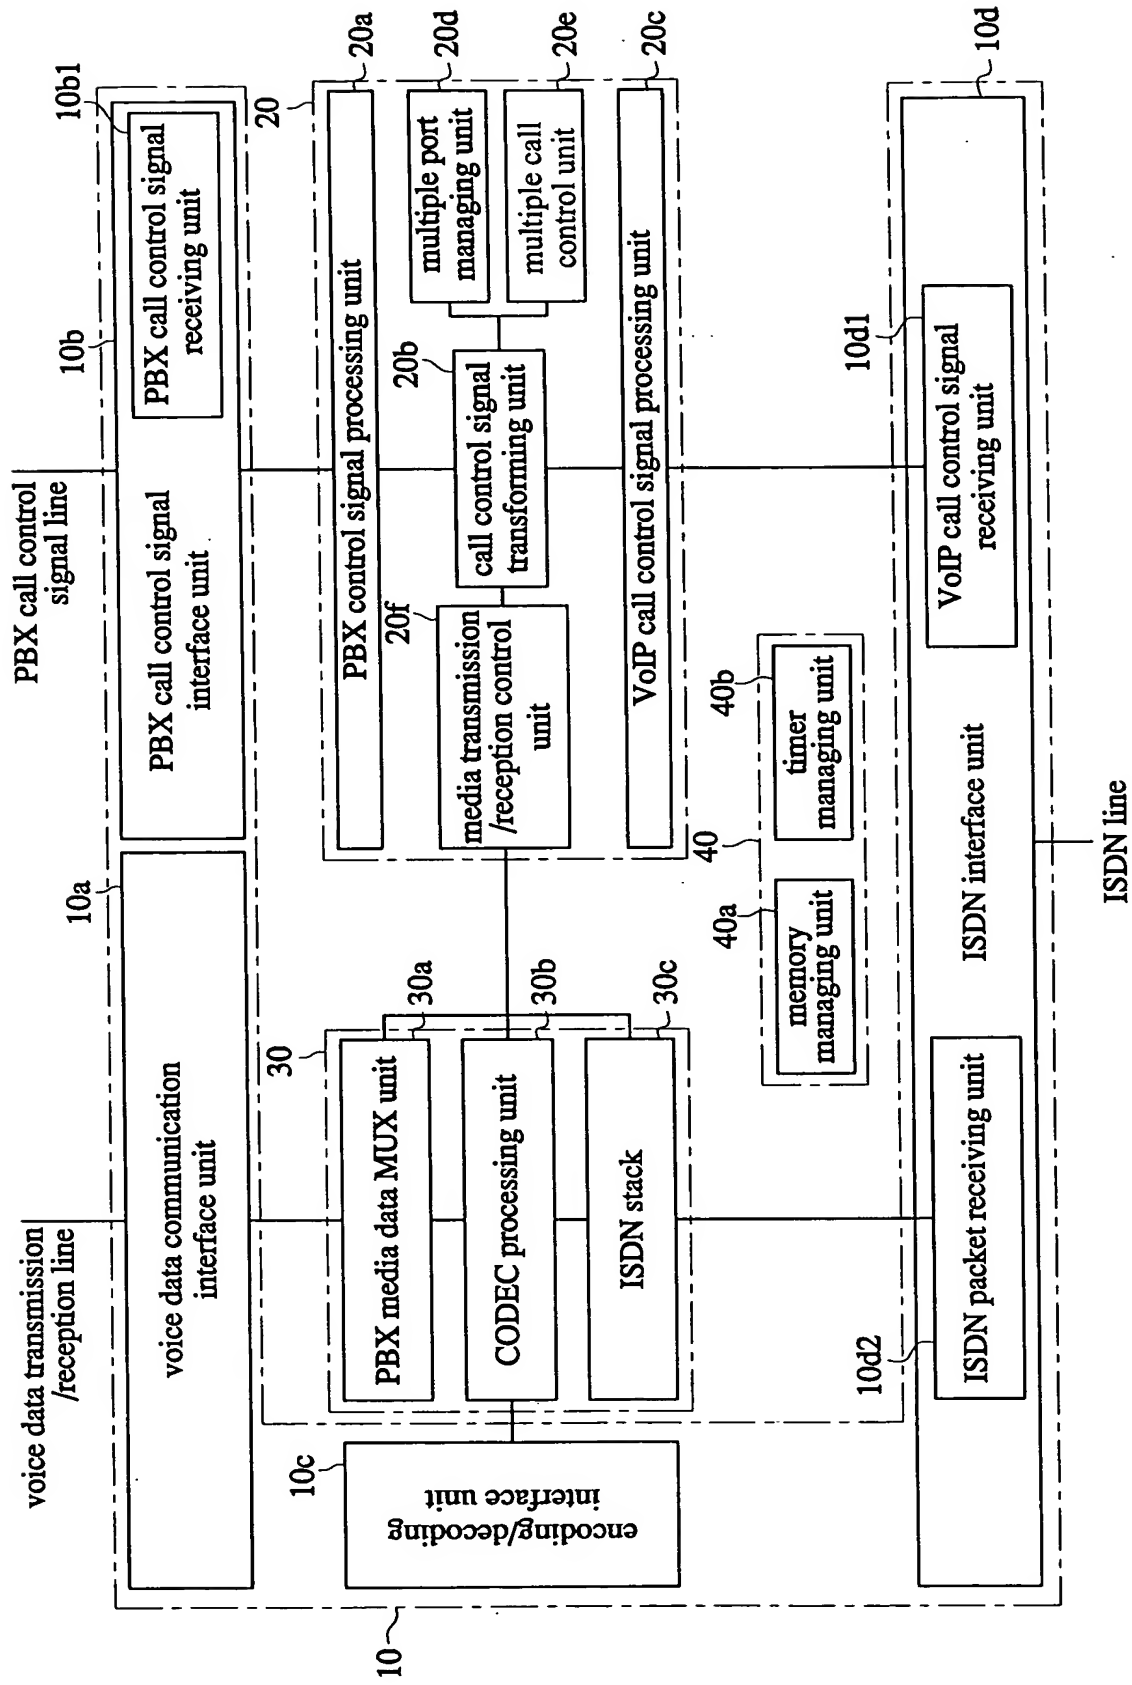 voice data transmission
/reception line
PBX call control
signal line
10a
10b
10b1
voice data communication
interface unit
PBX call control signal
interface unit
PBX call control signal
receiving unit
10c
encoding/decoding
interface unit
30
PBX media data MUX unit
30a
CODEC processing unit
30b
ISDN stack
30c
20
PBX control signal processing unit
20a
20f
media transmission
/reception control
unit
20b
call control signal
transforming unit
multiple port
managing unit
20d
multiple call
control unit
20e
VoIP call control signal processing unit
20c
40
40a
memory
managing unit
40b
timer
managing unit
10d2
ISDN packet receiving unit
ISDN interface unit
10d1
VoIP call control signal
receiving unit
10d
10
ISDN line